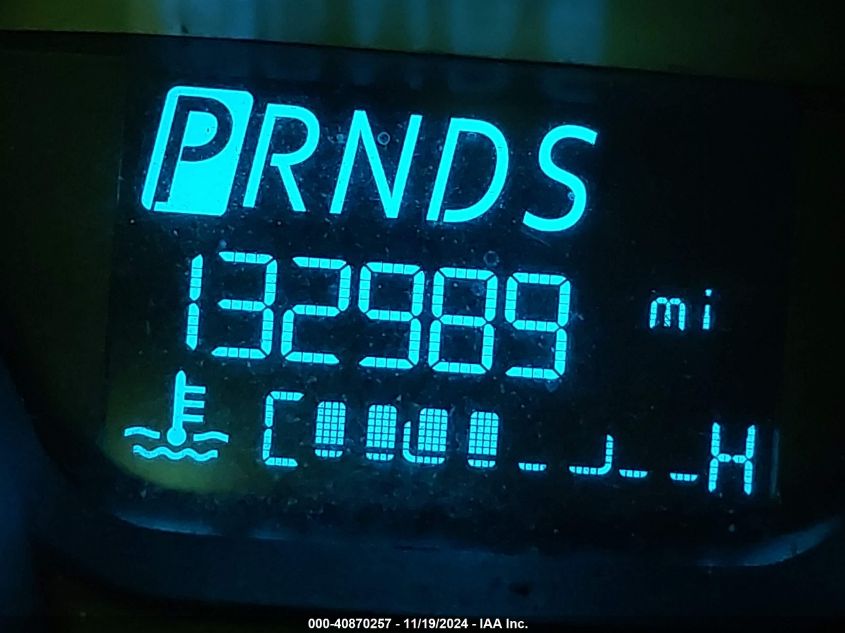 PRNDS
132989 mi
C H
000-40870257 - 11/19/2024 - IAA Inc.